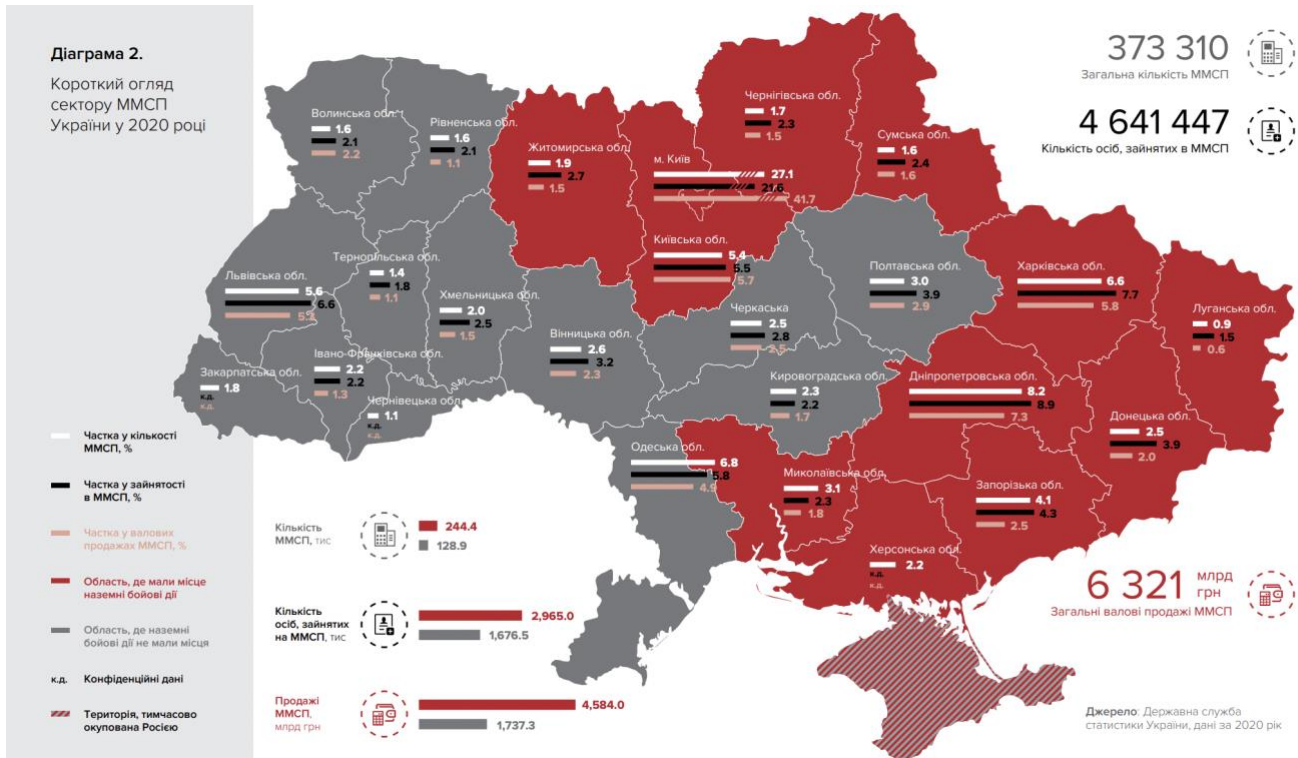 Діаграма 2.
Короткий огляд
сектору ММСП
України у 2020 році
373 310
Загальна кількість ММСП
4 641 447
Кількість осіб, зайнятих в ММСП
Волинська обл.
1.6
2.1
2.2
Рівненська обл.
1.6
2.1
1.1
Житомирська обл.
1.9
2.7
1.5
м. Київ
27.1
21.6
41.7
Чернігівська обл.
1.7
2.3
1.5
Сумська обл.
1.6
2.4
1.6
Київська обл.
5.4
5.5
5.7
Львівська обл.
5.6
6.6
5.2
Тернопільська обл.
1.4
1.8
1.1
Хмельницька обл.
2.0
2.5
1.5
Вінницька обл.
2.6
3.2
2.3
Черкаська
2.5
2.8
2.5
Полтавська обл.
3.0
3.9
2.9
Харківська обл.
6.6
7.7
5.8
Луганська обл.
0.9
1.5
0.6
Закарпатська обл.
1.8
к.д.
к.д.
Івано-Франківська обл.
2.2
2.2
1.3
Чернівецька обл.
1.1
к.д.
к.д.
Кировоградська обл.
2.3
2.2
1.7
Дніпропетровська обл.
8.2
8.9
7.3
Донецька обл.
2.5
3.9
2.0
Одеська обл.
6.8
5.8
4.9
Миколаївська обл.
3.1
2.3
1.8
Запорізька обл.
4.1
4.3
2.5
Херсонська обл.
2.2
к.д.
к.д.
Частка у кількості
ММСП, %
Частка у зайнятості
в ММСП, %
Частка у валових
продажах ММСП, %
Область, де мали місце
наземні бойові дії
Область, де наземні
бойові дії не мали місця
к.д. Конфіденційні дані
Територія, тимчасово
окупована Росією
Кількість
ММСП, тис
244.4
128.9
Кількість
осіб, зайнятих
на ММСП, тис
2,965.0
1,676.5
Продажі
ММСП,
млрд грн
4,584.0
1,737.3
6 321 млрд
грн
Загальні валові продажі ММСП
Джерело: Державна служба
статистики України, дані за 2020 рік